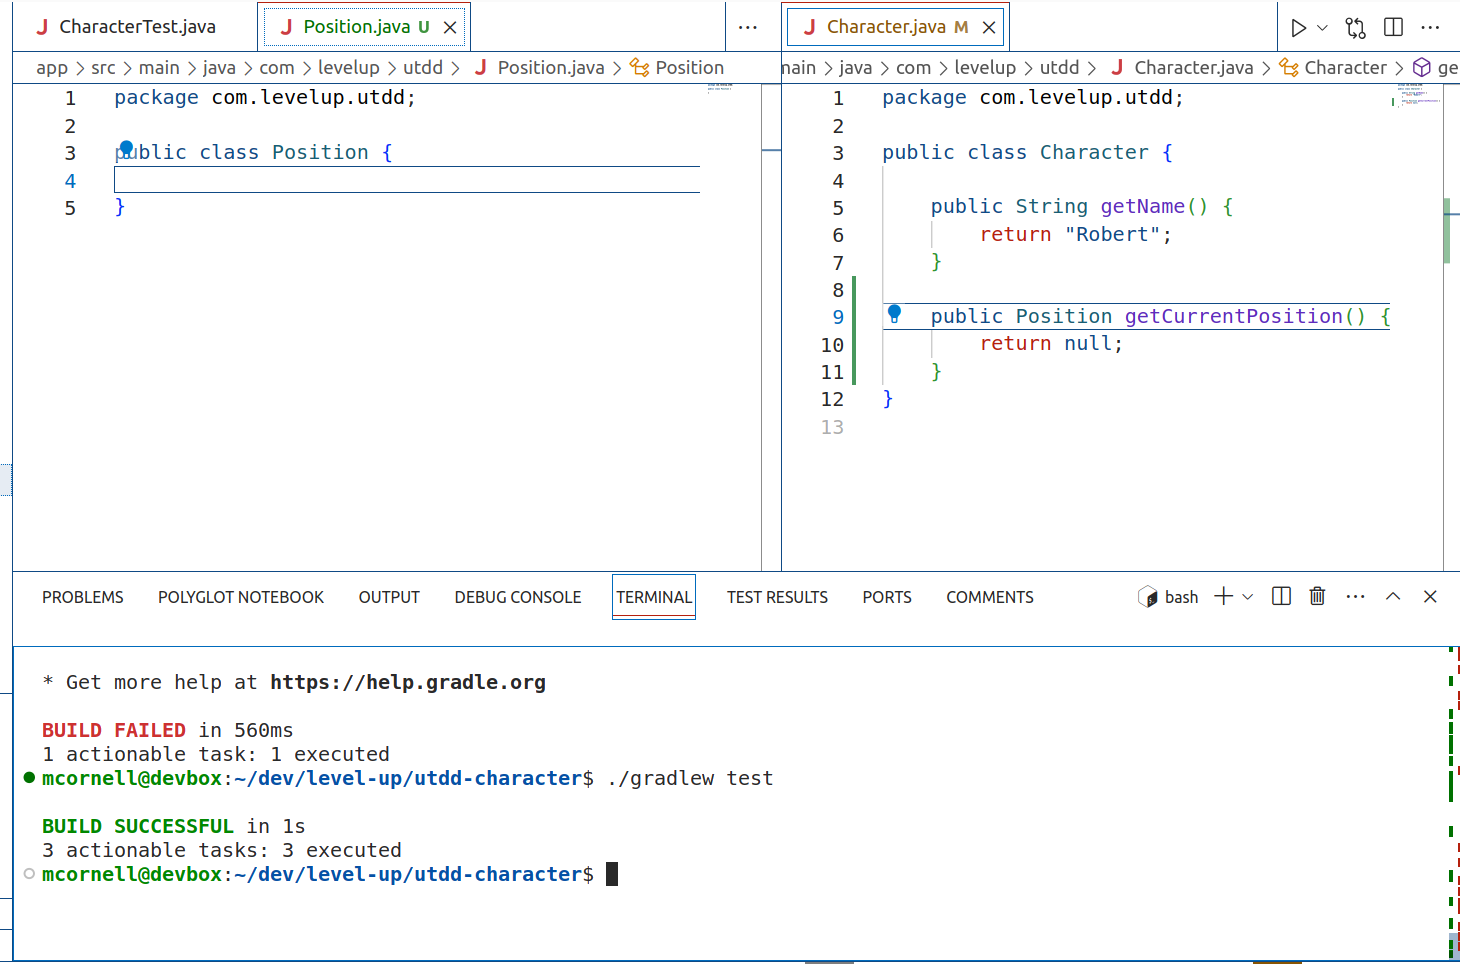 CharacterTest.java
Position.java U
Character.java M
app > src > main > java > com > levelup > utdd > Position.java > Position
main > java > com > levelup > utdd > Character.java > Character > ge
1 package com.levelup.utdd;
2
3 public class Position {
4
5 }
1 package com.levelup.utdd;
2
3 public class Character {
4
5 public String getName() {
6 return "Robert";
7 }
8
9 public Position getCurrentPosition() {
10 return null;
11 }
12 }
13
PROBLEMS POLYGLOT NOTEBOOK OUTPUT DEBUG CONSOLE TERMINAL TEST RESULTS PORTS COMMENTS bash
* Get more help at https://help.gradle.org
BUILD FAILED in 560ms
1 actionable task: 1 executed
mcornell@devbox:~/dev/level-up/utdd-character$ ./gradlew test
BUILD SUCCESSFUL in 1s
3 actionable tasks: 3 executed
mcornell@devbox:~/dev/level-up/utdd-character$